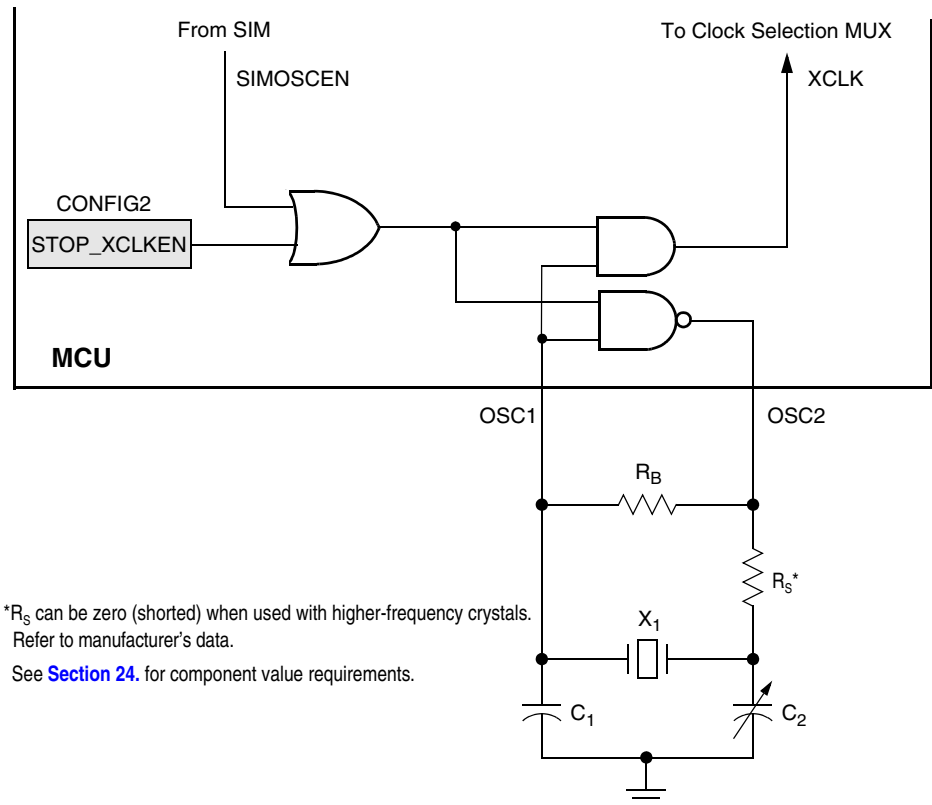 From SIM
To Clock Selection MUX
SIMOSCEN
XCLK
CONFIG2
STOP_XCLKEN
MCU
OSC1
OSC2
RB
RS*
*RS can be zero (shorted) when used with higher-frequency crystals.
Refer to manufacturer's data.
X1
See Section 24. for component value requirements.
C1
C2